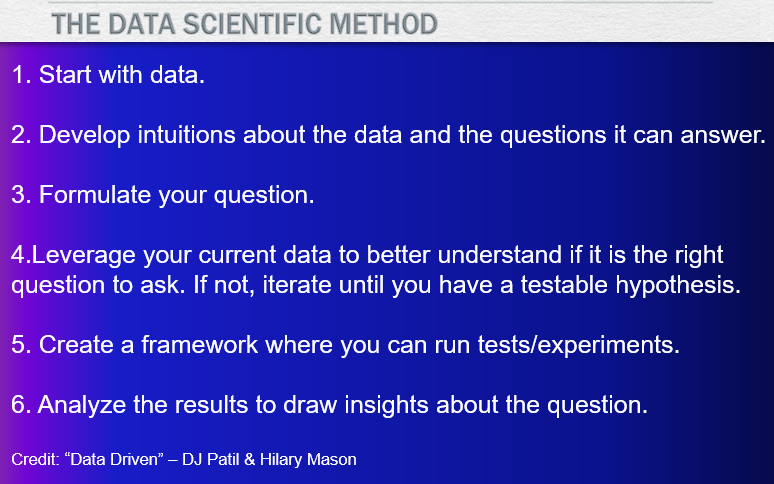 THE DATA SCIENTIFIC METHOD
1. Start with data.
2. Develop intuitions about the data and the questions it can answer.
3. Formulate your question.
4.Leverage your current data to better understand if it is the right
question to ask. If not, iterate until you have a testable hypothesis.
5. Create a framework where you can run tests/experiments.
6. Analyze the results to draw insights about the question.
Credit: “Data Driven” – DJ Patil & Hilary Mason